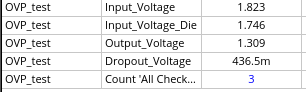 OVP_test Input_Voltage 1.823
OVP_test Input_Voltage_Die 1.746
OVP_test Output_Voltage 1.309
OVP_test Dropout_Voltage 436.5m
OVP_test Count 'All Check... 3